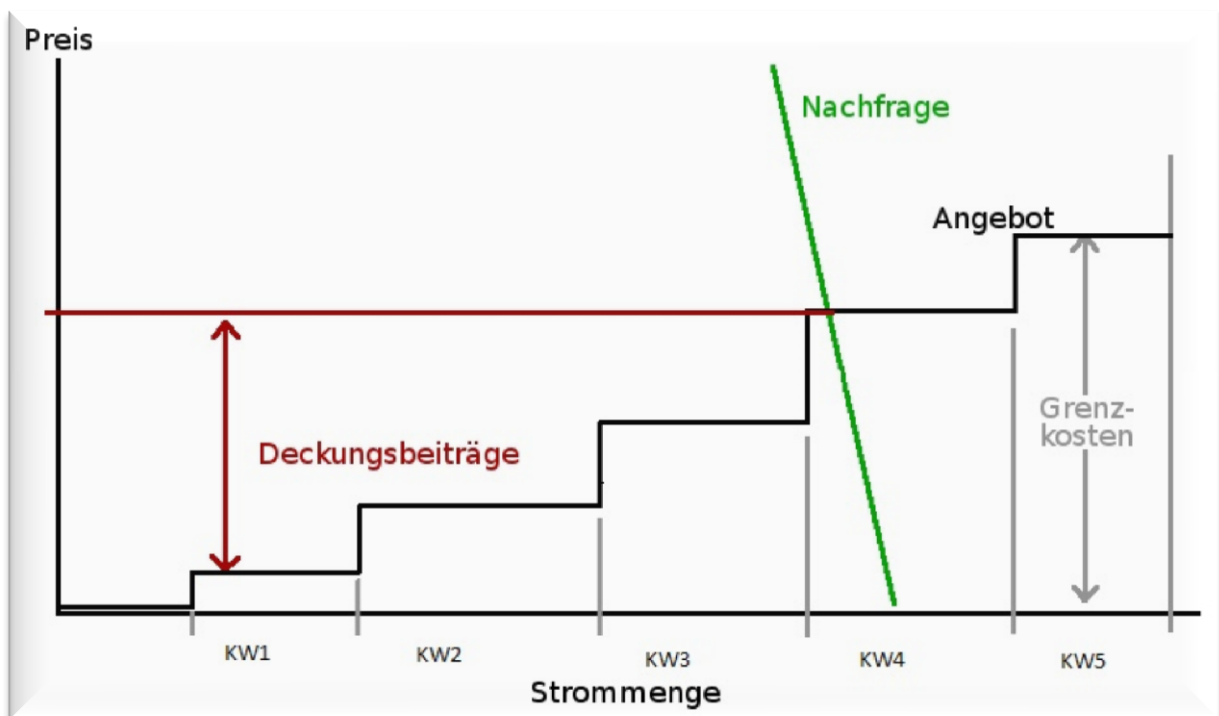 Preis
Nachfrage
Angebot
Grenz-
kosten
Deckungsbeiträge
KW1
KW2
KW3
KW4
KW5
Strommenge